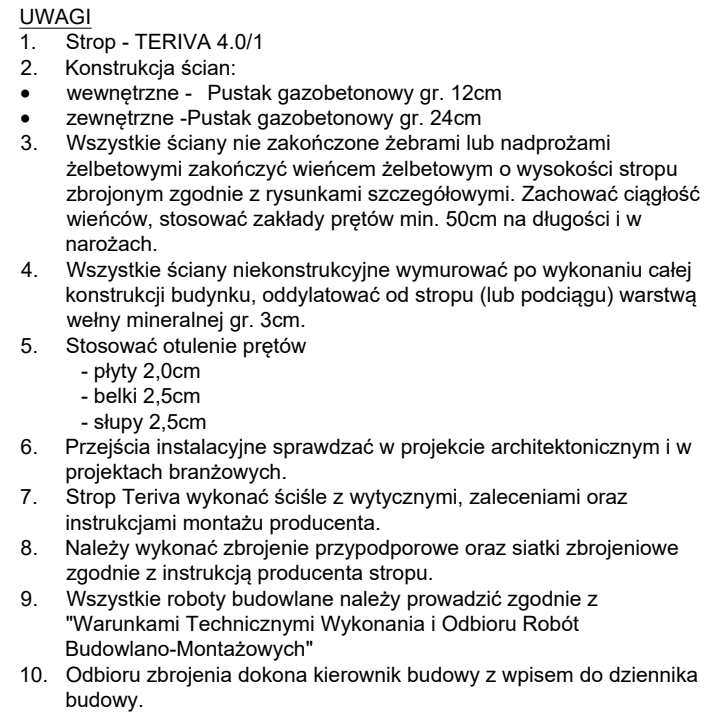 UWAGI
1. Strop - TERIVA 4.0/1
2. Konstrukcja ścian:
• wewnętrzne - Pustak gazobetonowy gr. 12cm
• zewnętrzne -Pustak gazobetonowy gr. 24cm
3. Wszystkie ściany nie zakończone żebrami lub nadprożami
żelbetowymi zakończyć wieńcem żelbetowym o wysokości stropu
zbrojonym zgodnie z rysunkami szczegółowymi. Zachować ciągłość
wieńców, stosować zakłady prętów min. 50cm na długości i w
narożach.
4. Wszystkie ściany niekonstrukcyjne wymurować po wykonaniu całej
konstrukcji budynku, oddylatować od stropu (lub podciągu) warstwą
wełny mineralnej gr. 3cm.
5. Stosować otulenie prętów
- płyty 2,0cm
- belki 2,5cm
- słupy 2,5cm
6. Przejścia instalacyjne sprawdzać w projekcie architektonicznym i w
projektach branżowych.
7. Strop Teriva wykonać ściśle z wytycznymi, zaleceniami oraz
instrukcjami montażu producenta.
8. Należy wykonać zbrojenie przypodporowe oraz siatki zbrojeniowe
zgodnie z instrukcją producenta stropu.
9. Wszystkie roboty budowlane należy prowadzić zgodnie z
"Warunkami Technicznymi Wykonania i Odbioru Robót
Budowlano-Montażowych"
10. Odbioru zbrojenia dokona kierownik budowy z wpisem do dziennika
budowy.